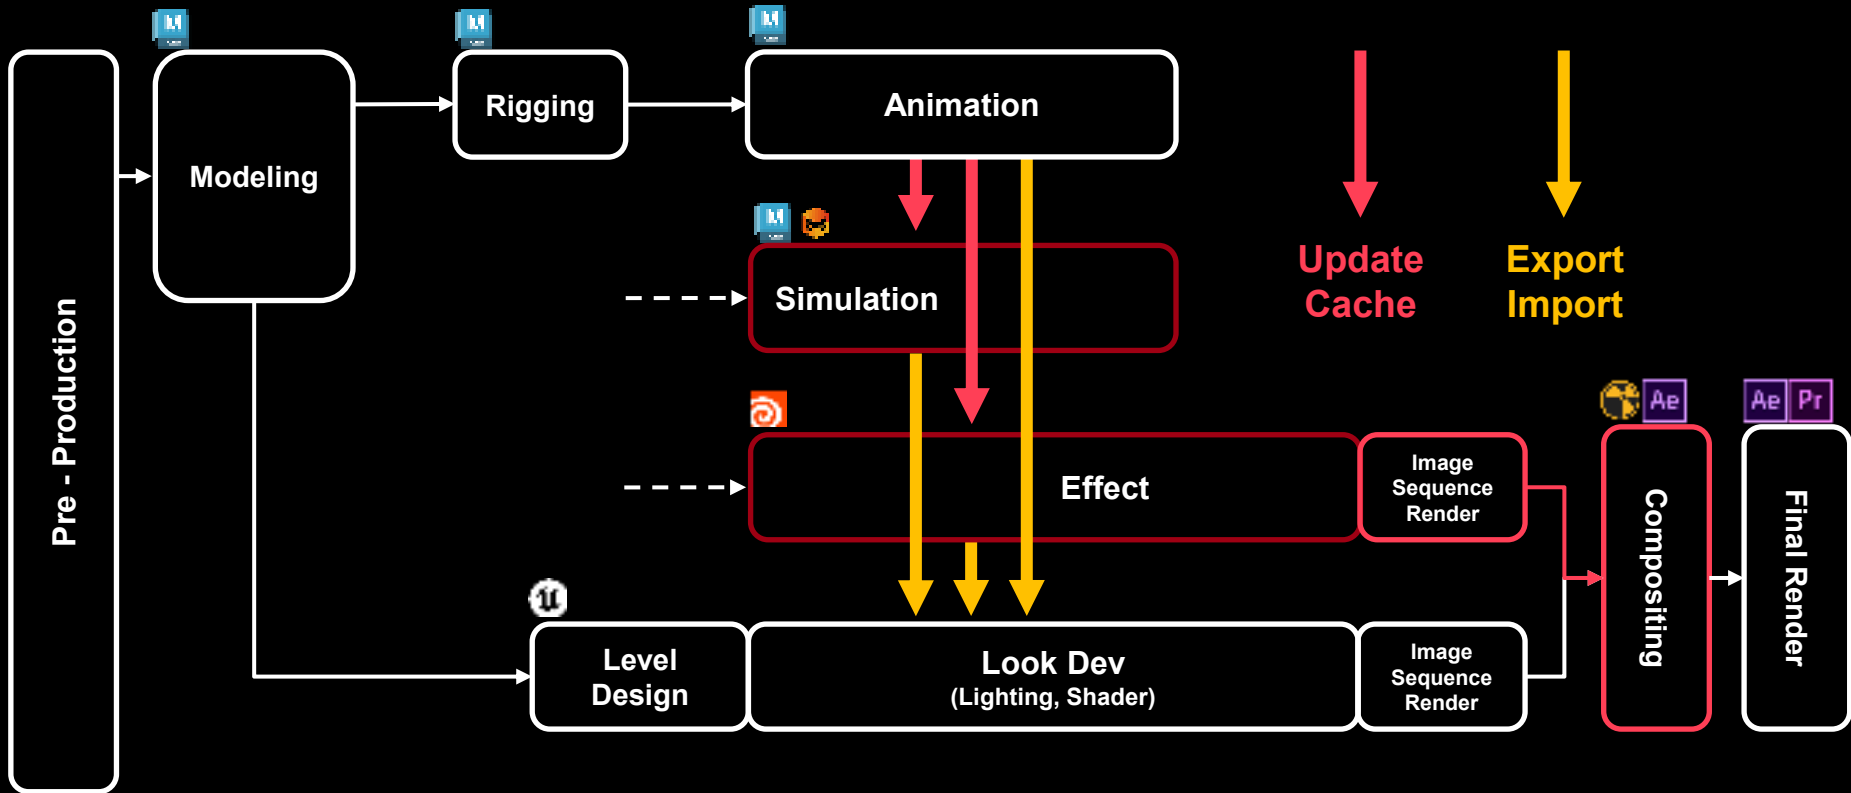 Pre - Production
Modeling
Rigging
Animation
Simulation
Update
Cache
Export
Import
Effect
Image
Sequence
Render
Level
Design
Look Dev
(Lighting, Shader)
Image
Sequence
Render
Ae
Compositing
Ae
Pr
Final Render